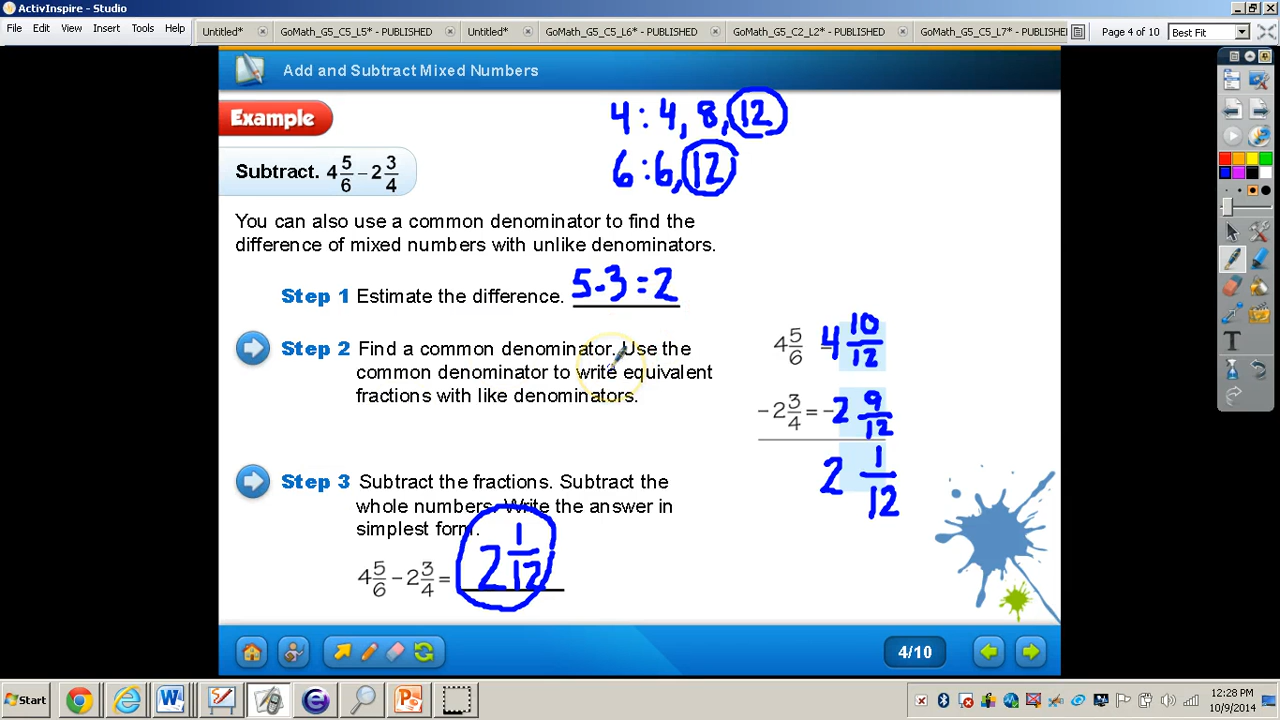 ActivInspire - Studio
File Edit View Insert Tools Help
Untitled* GoMath_G5_C5_L5* - PUBLISHED Untitled* GoMath_G5_C5_L6* - PUBLISHED GoMath_G5_C2_L2* - PUBLISHED GoMath_G5_C5_L7* - PUBLISHED Page 4 of 10 Best Fit
Add and Subtract Mixed Numbers
Example
4 : 4, 8, 12
6 : 6, 12
Subtract. 4 5/6 - 2 3/4
You can also use a common denominator to find the
difference of mixed numbers with unlike denominators.
Step 1 Estimate the difference. 5-3=2
Step 2 Find a common denominator. Use the
common denominator to write equivalent
fractions with like denominators.
4 5/6 = 4 10/12
- 2 3/4 = - 2 9/12
2 1/12
Step 3 Subtract the fractions. Subtract the
whole numbers. Write the answer in
simplest form.
4 5/6 - 2 3/4 = 2 1/12
4/10
Start
12:28 PM
10/9/2014